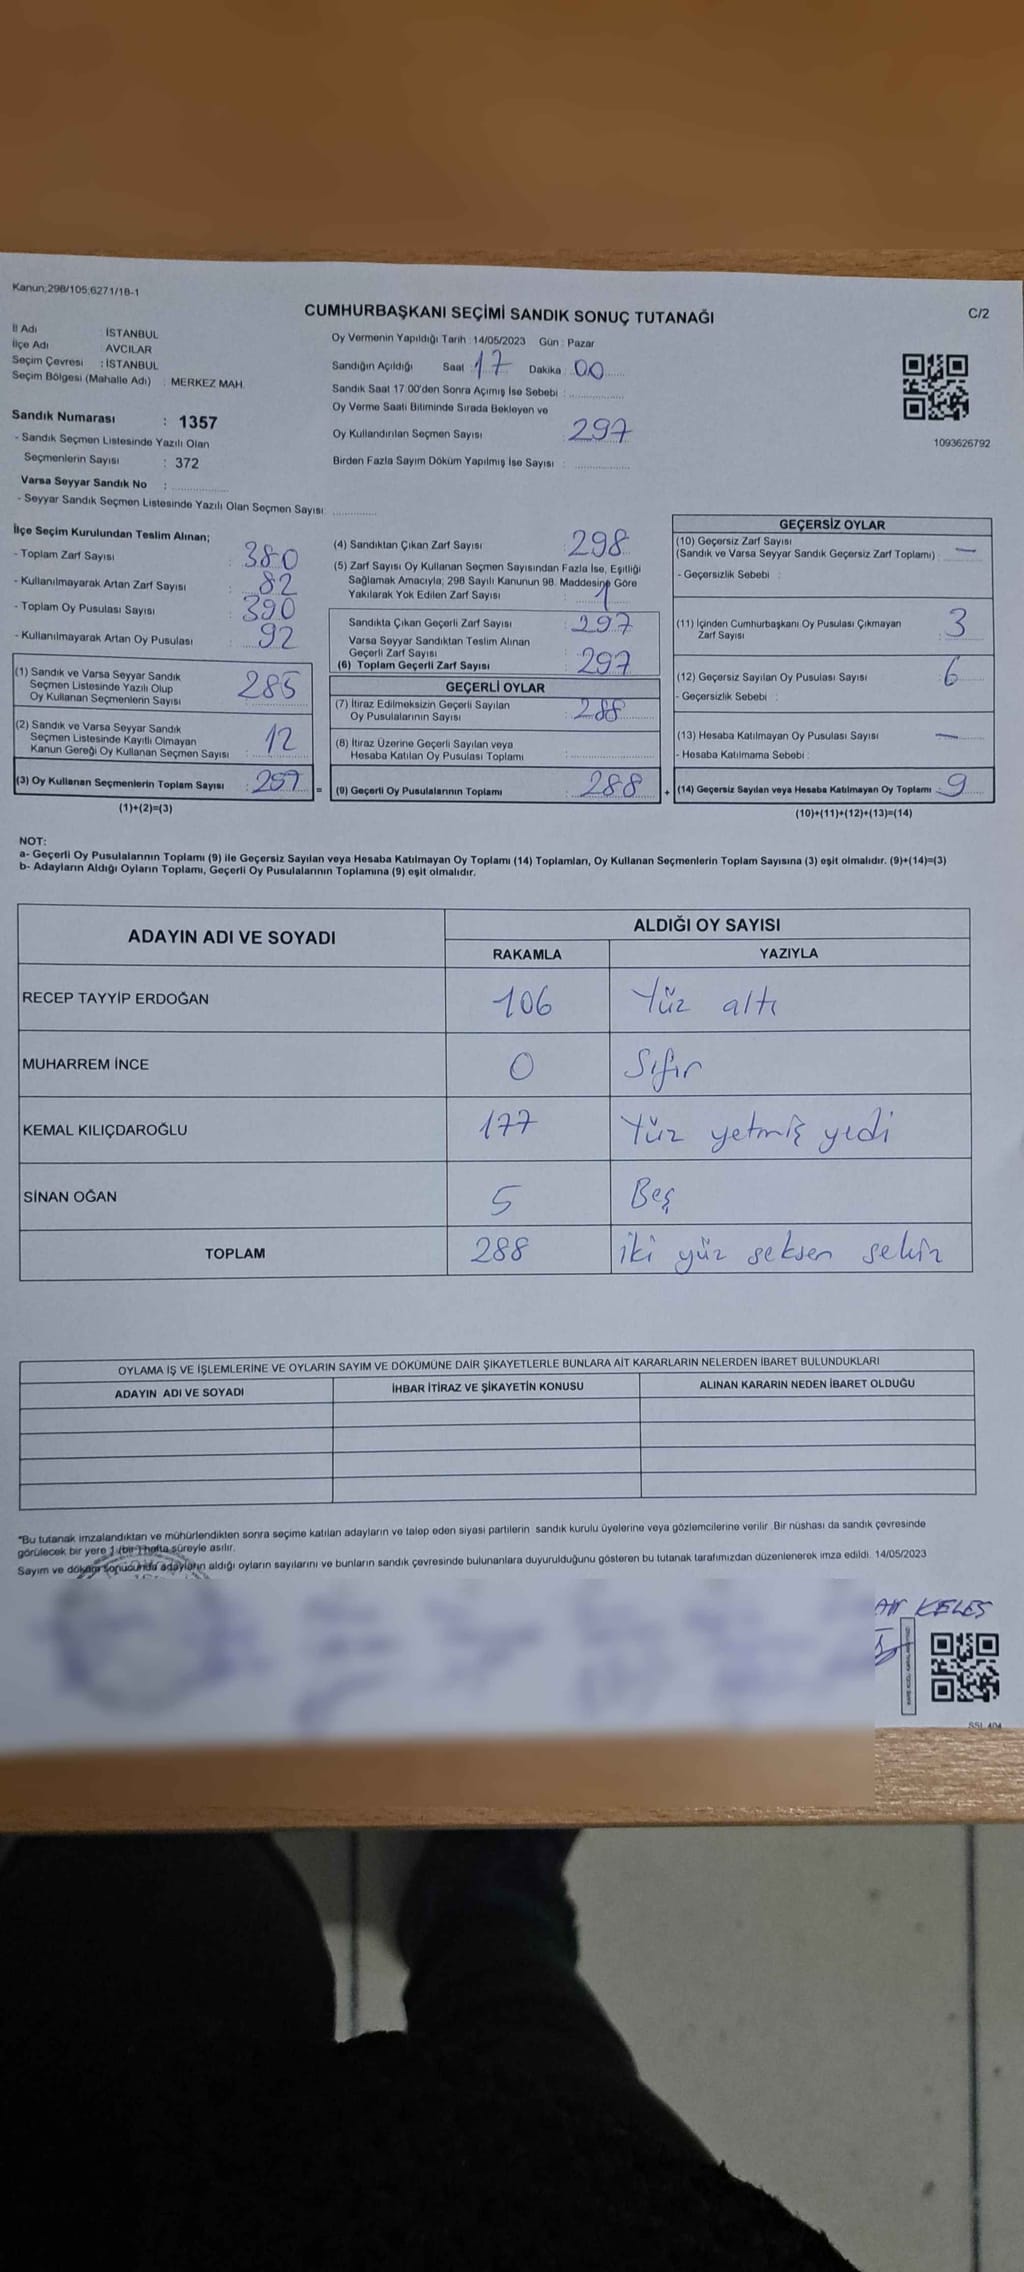 Kanun;298/105;6271/18-1
CUMHURBAŞKANI SEÇİMİ SANDIK SONUÇ TUTANAĞI
C/2
İl Adı : İSTANBUL
İlçe Adı : AVCILAR
Seçim Çevresi : İSTANBUL
Seçim Bölgesi (Mahalle Adı) : MERKEZ MAH.
Sandık Numarası : 1357
- Sandık Seçmen Listesinde Yazılı Olan
Seçmenlerin Sayısı : 372
Varsa Seyyar Sandık No :
- Seyyar Sandık Seçmen Listesinde Yazılı Olan Seçmen Sayısı
Oy Vermenin Yapıldığı Tarih : 14/05/2023 Gün : Pazar
Sandığın Açıldığı Saat : 17 Dakika : 00
Sandık Saat 17:00'den Sonra Açımış İse Sebebi :
Oy Verme Saati Bitiminde Sırada Bekleyen ve
Oy Kullandırılan Seçmen Sayısı : 297
Birden Fazla Sayım Döküm Yapılmış İse Sayısı :
1093626792
İlçe Seçim Kurulundan Teslim Alınan;
- Toplam Zarf Sayısı : 380
- Kullanılmayarak Artan Zarf Sayısı : 82
- Toplam Oy Pusulası Sayısı : 390
- Kullanılmayarak Artan Oy Pusulası : 92
(1) Sandık ve Varsa Seyyar Sandık
Seçmen Listesinde Yazılı Olup
Oy Kullanan Seçmenlerin Sayısı : 285
(2) Sandık ve Varsa Seyyar Sandık
Seçmen Listesinde Kayıtlı Olmayan
Kanun Gereği Oy Kullanan Seçmen Sayısı : 12
(3) Oy Kullanan Seçmenlerin Toplam Sayısı : 297 =
(1)+(2)=(3)
(4) Sandıktan Çıkan Zarf Sayısı : 298
(5) Zarf Sayısı Oy Kullanan Seçmen Sayısından Fazla İse, Eşitliği
Sağlamak Amacıyla; 298 Sayılı Kanunun 98. Maddesine Göre
Yakılarak Yok Edilen Zarf Sayısı : 1
Sandıkta Çıkan Geçerli Zarf Sayısı : 297
Varsa Seyyar Sandıktan Teslim Alınan
Geçerli Zarf Sayısı
(6) Toplam Geçerli Zarf Sayısı : 297
GEÇERLİ OYLAR
(7) İtiraz Edilmeksizin Geçerli Sayılan
Oy Pusulalarının Sayısı : 288
(8) İtiraz Üzerine Geçerli Sayılan veya
Hesaba Katılan Oy Pusulası Toplamı :
(9) Geçerli Oy Pusulalarının Toplamı : 288 +
GEÇERSİZ OYLAR
(10) Geçersiz Zarf Sayısı
(Sandık ve Varsa Seyyar Sandık Geçersiz Zarf Toplamı) : —
- Geçersizlik Sebebi :
(11) İçinden Cumhurbaşkanı Oy Pusulası Çıkmayan
Zarf Sayısı : 3
(12) Geçersiz Sayılan Oy Pusulası Sayısı : 6
- Geçersizlik Sebebi :
(13) Hesaba Katılmayan Oy Pusulası Sayısı : —
- Hesaba Katılmama Sebebi :
(14) Geçersiz Sayılan veya Hesaba Katılmayan Oy Toplamı : 9
(10)+(11)+(12)+(13)=(14)
NOT:
a- Geçerli Oy Pusulalarının Toplamı (9) ile Geçersiz Sayılan veya Hesaba Katılmayan Oy Toplamı (14) Toplamları, Oy Kullanan Seçmenlerin Toplam Sayısına (3) eşit olmalıdır. (9)+(14)=(3)
b- Adayların Aldığı Oyların Toplamı, Geçerli Oy Pusulalarının Toplamına (9) eşit olmalıdır.
ADAYIN ADI VE SOYADI ALDIĞI OY SAYISI
RAKAMLA YAZIYLA
RECEP TAYYİP ERDOĞAN 106 Yüz altı
MUHARREM İNCE 0 Sıfır
KEMAL KILIÇDAROĞLU 177 Yüz yetmiş yedi
SİNAN OĞAN 5 Beş
TOPLAM 288 iki yüz seksen sekiz
OYLAMA İŞ VE İŞLEMLERİNE VE OYLARIN SAYIM VE DÖKÜMÜNE DAİR ŞİKAYETLERLE BUNLARA AİT KARARLARIN NELERDEN İBARET BULUNDUKLARI
ADAYIN ADI VE SOYADI İHBAR İTİRAZ VE ŞİKAYETİN KONUSU ALINAN KARARIN NEDEN İBARET OLDUĞU
*Bu tutanak imzalandıktan ve mühürlendikten sonra seçime katılan adayların ve talep eden siyasi partilerin sandık kurulu üyelerine veya gözlemcilerine verilir .Bir nüshası da sandık çevresinde
görülecek bir yere 1 (bir) hafta süreyle asılır.
Sayım ve döküm sonucunda adayların aldığı oyların sayılarını ve bunların sandık çevresinde bulunanlara duyurulduğunu gösteren bu tutanak tarafımızdan düzenlenerek imza edildi. 14/05/2023
KELEŞ
SSL 404